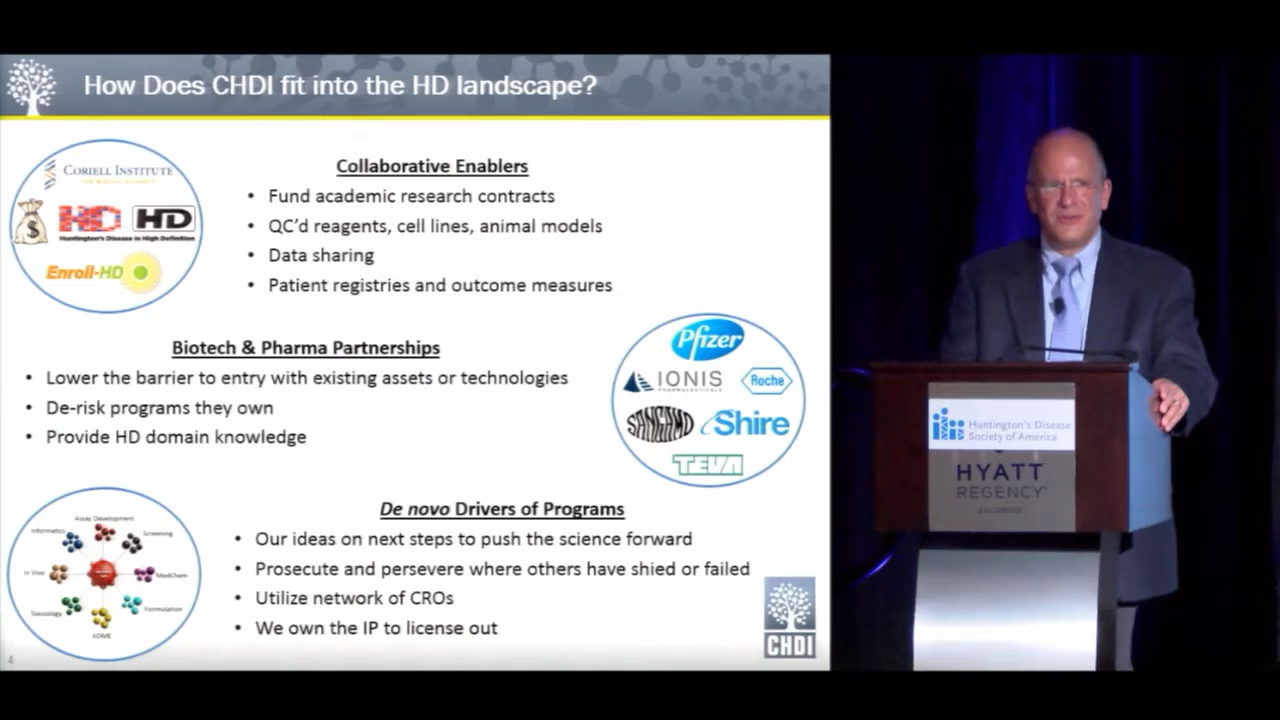 How Does CHDI fit into the HD landscape?
CORIELL INSTITUTE
HD HD
Huntington's Disease in High Definition
Enroll-HD
Collaborative Enablers
• Fund academic research contracts
• QC'd reagents, cell lines, animal models
• Data sharing
• Patient registries and outcome measures
Biotech & Pharma Partnerships
• Lower the barrier to entry with existing assets or technologies
• De-risk programs they own
• Provide HD domain knowledge
Pfizer
IONIS
PHARMACEUTICALS
Roche
SANGAMO
Shire
TEVA
Assay Development
Informatics
Screening
In Vivo
MedChem
Toxicology
Formulation
ADME
De novo Drivers of Programs
• Our ideas on next steps to push the science forward
• Prosecute and persevere where others have shied or failed
• Utilize network of CROs
• We own the IP to license out
CHDI
4
$
Huntington's Disease
Society of America
HYATT
REGENCY